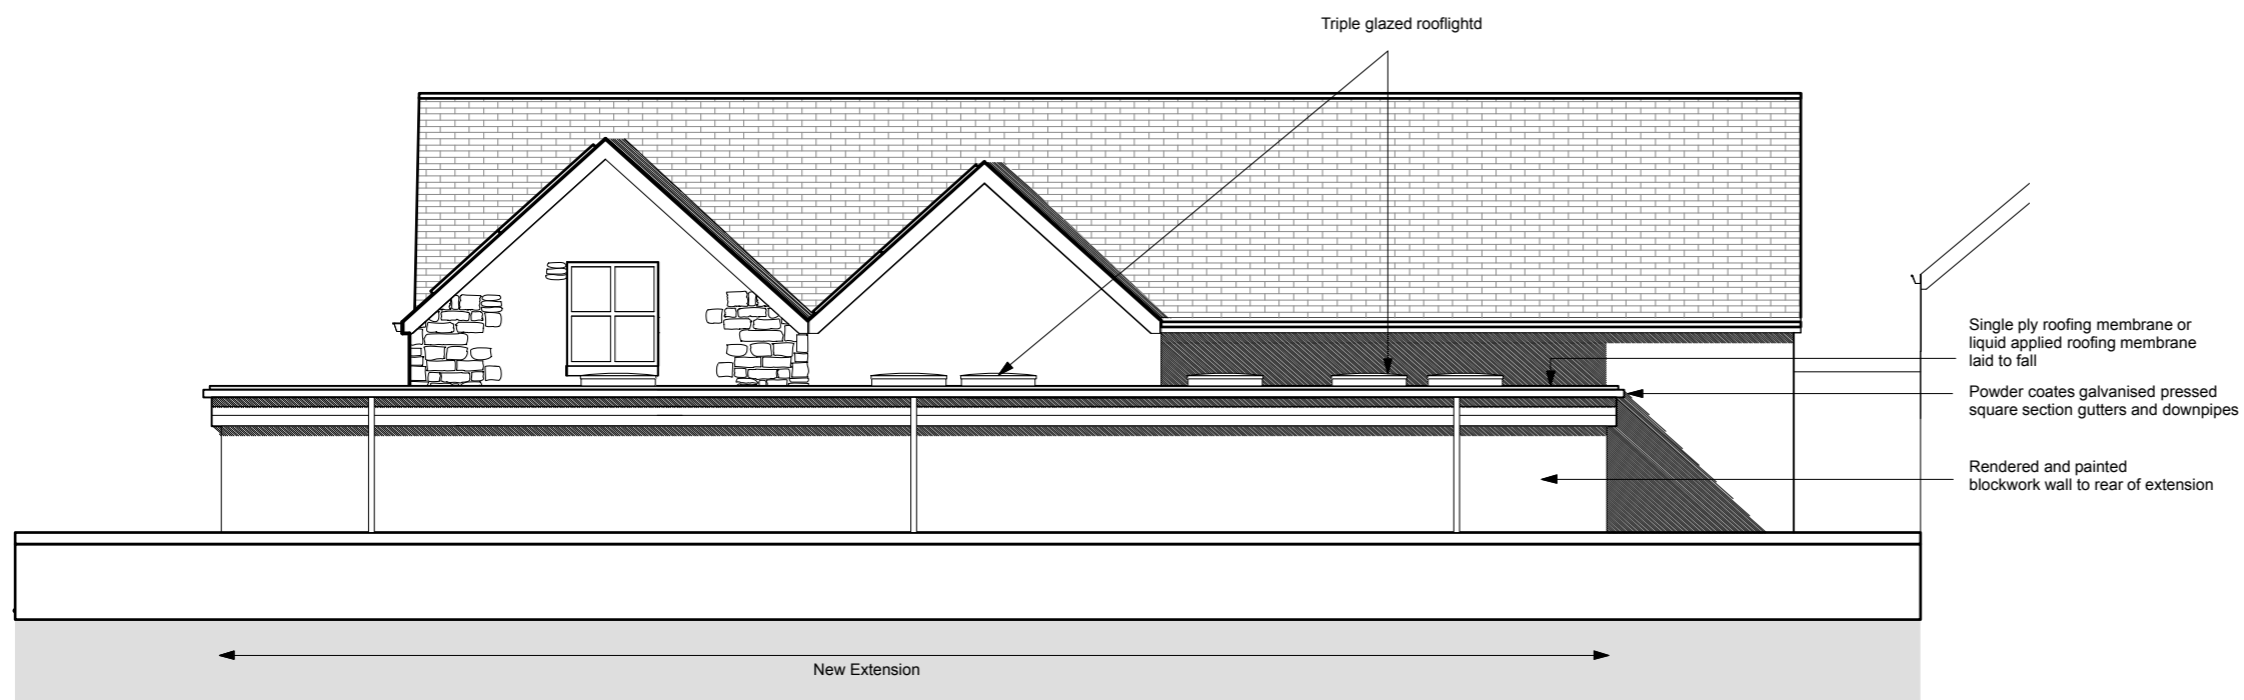 Triple glazed rooflightd
Single ply roofing membrane or
liquid applied roofing membrane
laid to fall
Powder coates galvanised pressed
square section gutters and downpipes
Rendered and painted
blockwork wall to rear of extension
New Extension